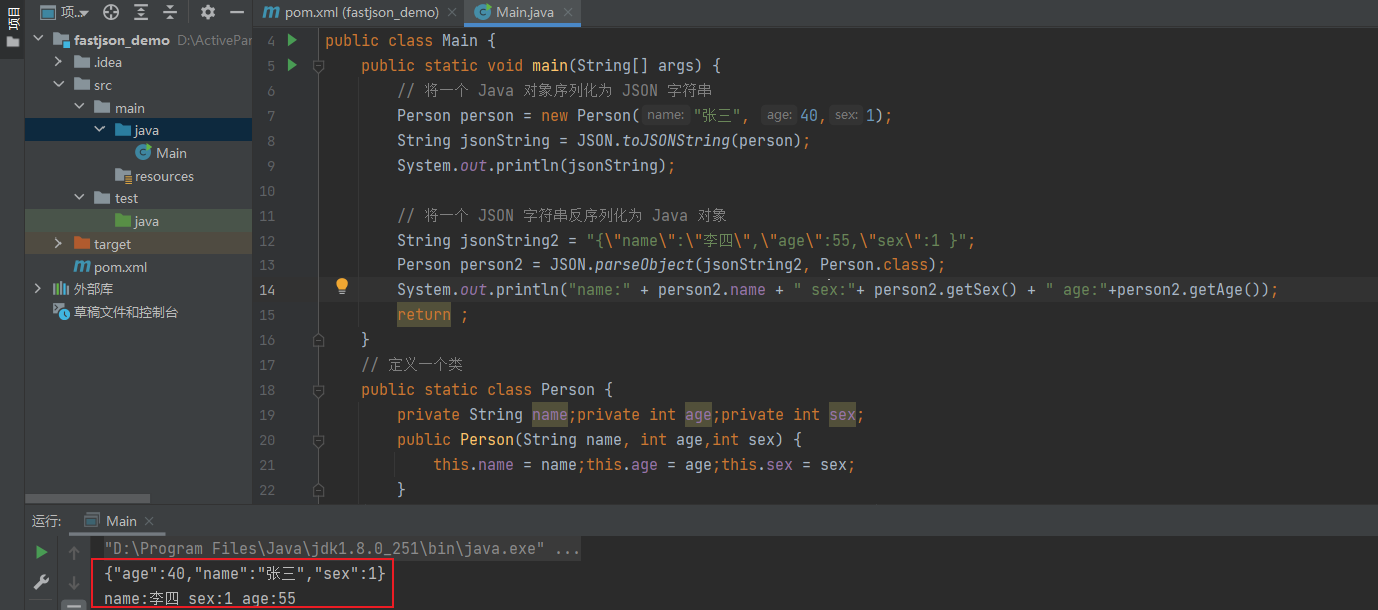 项目
项...
pom.xml (fastjson_demo)
Main.java
fastjson_demo D:\ActivePar
.idea
src
main
java
Main
resources
test
java
target
pom.xml
外部库
草稿文件和控制台
4 public class Main {
5 public static void main(String[] args) {
6 // 将一个 Java 对象序列化为 JSON 字符串
7 Person person = new Person( name: "张三", age: 40, sex: 1);
8 String jsonString = JSON.toJSONString(person);
9 System.out.println(jsonString);
10
11 // 将一个 JSON 字符串反序列化为 Java 对象
12 String jsonString2 = "{\"name\":\"李四\",\"age\":55,\"sex\":1 }";
13 Person person2 = JSON.parseObject(jsonString2, Person.class);
14 System.out.println("name:" + person2.name + " sex:"+ person2.getSex() + " age:"+person2.getAge());
15 return ;
16 }
17 // 定义一个类
18 public static class Person {
19 private String name;private int age;private int sex;
20 public Person(String name, int age,int sex) {
21 this.name = name;this.age = age;this.sex = sex;
22 }
运行: Main
"D:\Program Files\Java\jdk1.8.0_251\bin\java.exe" ...
{"age":40,"name":"张三","sex":1}
name:李四 sex:1 age:55